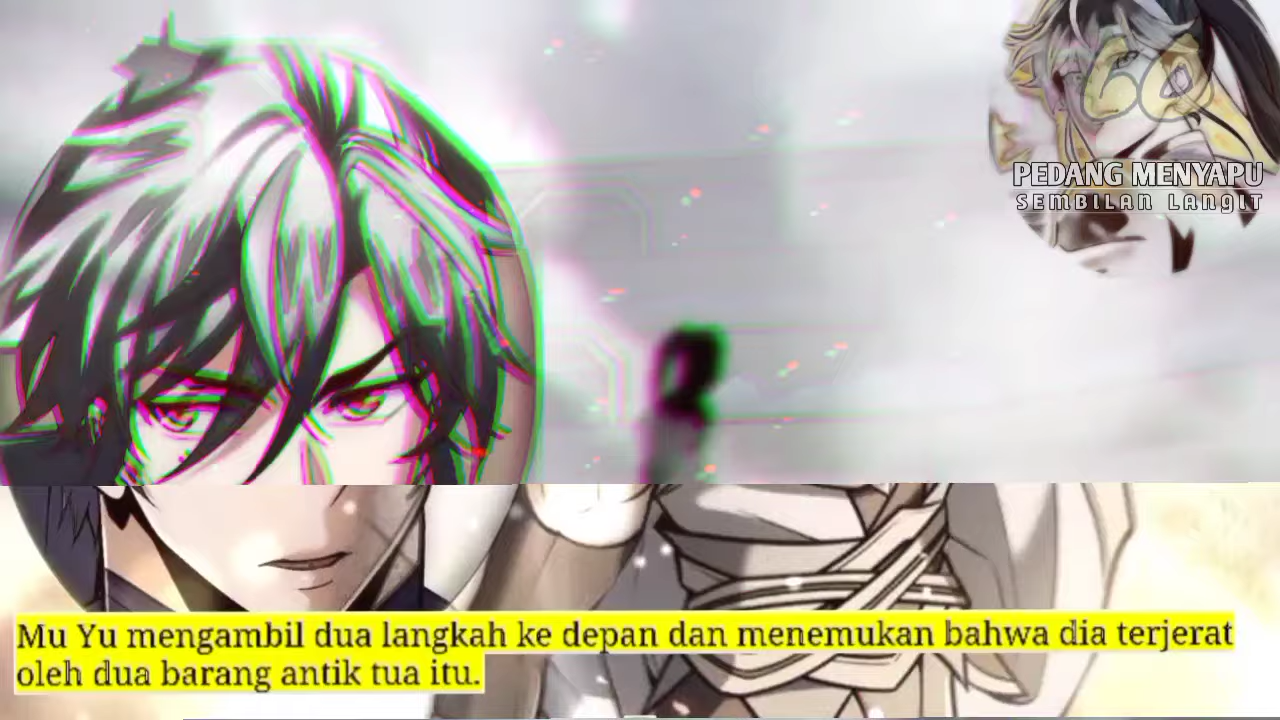 60
PEDANG MENYAPU
SEMBILAN LANGIT
Mu Yu mengambil dua langkah ke depan dan menemukan bahwa dia terjerat
oleh dua barang antik tua itu.